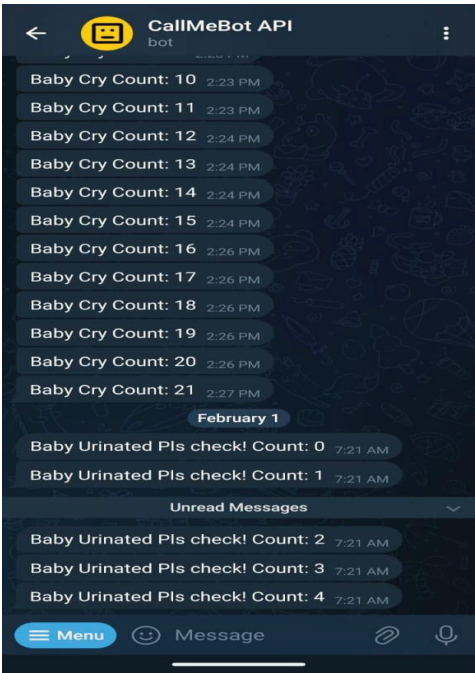 CallMeBot API
bot
Baby Cry Count: 10 2:23 PM
Baby Cry Count: 11 2:23 PM
Baby Cry Count: 12 2:24 PM
Baby Cry Count: 13 2:24 PM
Baby Cry Count: 14 2:24 PM
Baby Cry Count: 15 2:24 PM
Baby Cry Count: 16 2:26 PM
Baby Cry Count: 17 2:26 PM
Baby Cry Count: 18 2:26 PM
Baby Cry Count: 19 2:26 PM
Baby Cry Count: 20 2:26 PM
Baby Cry Count: 21 2:27 PM
February 1
Baby Urinated Pls check! Count: 0 7:21 AM
Baby Urinated Pls check! Count: 1 7:21 AM
Unread Messages
Baby Urinated Pls check! Count: 2 7:21 AM
Baby Urinated Pls check! Count: 3 7:21 AM
Baby Urinated Pls check! Count: 4 7:21 AM
Menu Message